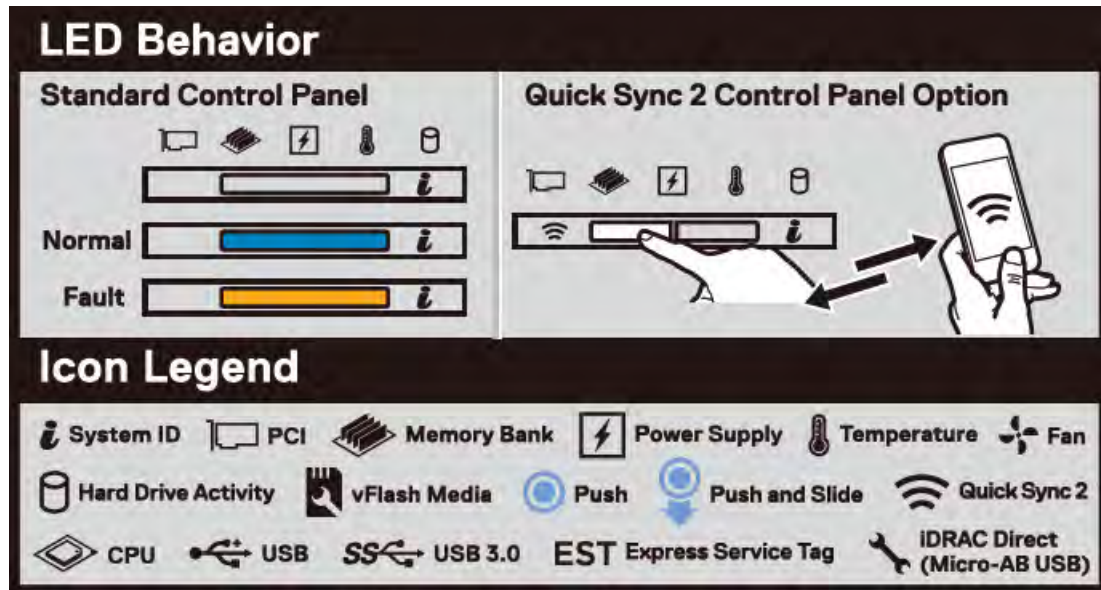 LED Behavior
Standard Control Panel
i
Normal i
Fault i
Quick Sync 2 Control Panel Option
i
Icon Legend
i System ID PCI Memory Bank Power Supply Temperature Fan
Hard Drive Activity vFlash Media Push Push and Slide Quick Sync 2
CPU USB SS USB 3.0 EST Express Service Tag iDRAC Direct
(Micro-AB USB)